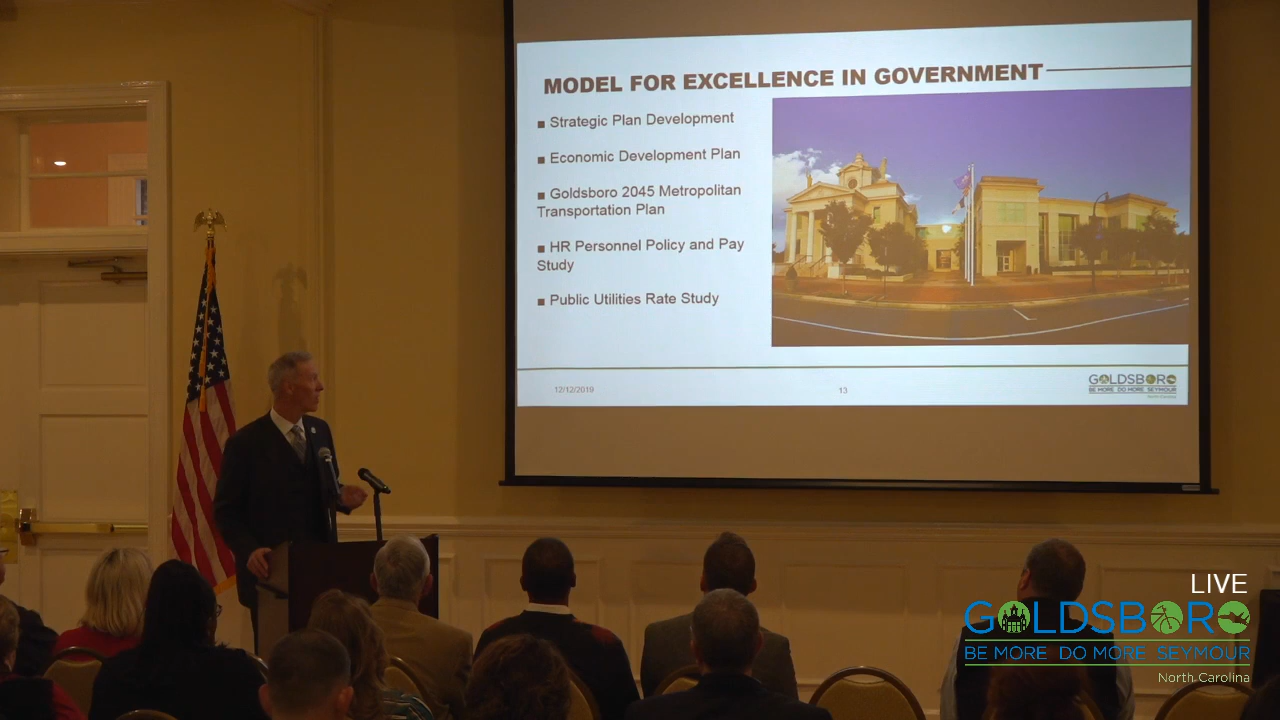 MODEL FOR EXCELLENCE IN GOVERNMENT
■ Strategic Plan Development
■ Economic Development Plan
■ Goldsboro 2045 Metropolitan
Transportation Plan
■ HR Personnel Policy and Pay
Study
■ Public Utilities Rate Study
12/12/2019
13
GOLDSBORO
BE MORE DO MORE SEYMOUR
North Carolina
LIVE
GOLDSBORO
BE MORE DO MORE SEYMOUR
North Carolina